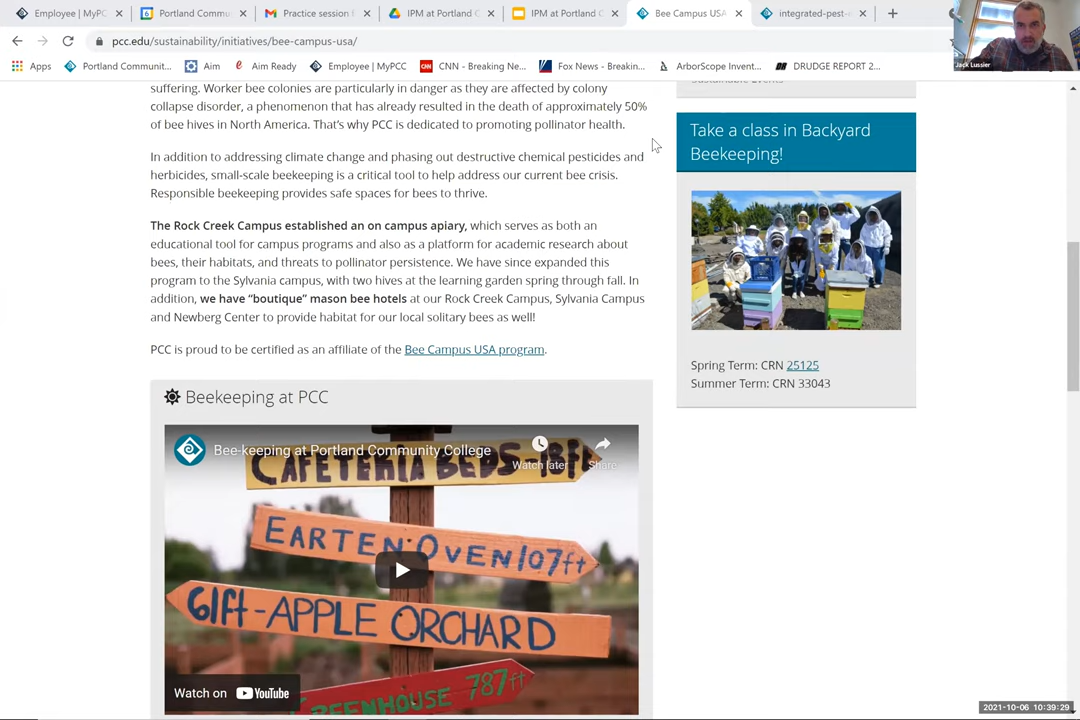 Employee | MyPC
Portland Commu
Practice session
IPM at Portland C
IPM at Portland C
Bee Campus USA
integrated-pest-
pcc.edu/sustainability/initiatives/bee-campus-usa/
Apps
Portland Communit...
Aim
Aim Ready
Employee | MyPCC
CNN - Breaking Ne...
Fox News - Breakin...
ArborScope Invent...
DRUDGE REPORT 2...
Jack Lussier
suffering. Worker bee colonies are particularly in danger as they are affected by colony
collapse disorder, a phenomenon that has already resulted in the death of approximately 50%
of bee hives in North America. That's why PCC is dedicated to promoting pollinator health.
In addition to addressing climate change and phasing out destructive chemical pesticides and
herbicides, small-scale beekeeping is a critical tool to help address our current bee crisis.
Responsible beekeeping provides safe spaces for bees to thrive.
The Rock Creek Campus established an on campus apiary, which serves as both an
educational tool for campus programs and also as a platform for academic research about
bees, their habitats, and threats to pollinator persistence. We have since expanded this
program to the Sylvania campus, with two hives at the learning garden spring through fall. In
addition, we have "boutique" mason bee hotels at our Rock Creek Campus, Sylvania Campus
and Newberg Center to provide habitat for our local solitary bees as well!
PCC is proud to be certified as an affiliate of the Bee Campus USA program.
Beekeeping at PCC
Bee-keeping at Portland Community College
Watch later
Share
CAFETERIA BEDS-181ft
EARTEN OVEN 107ft
61ft-APPLE ORCHARD
GREENHOUSE 787ft
Watch on YouTube
Sustainable Events
Take a class in Backyard
Beekeeping!
Spring Term: CRN 25125
Summer Term: CRN 33043
2021-10-06 10:39:29